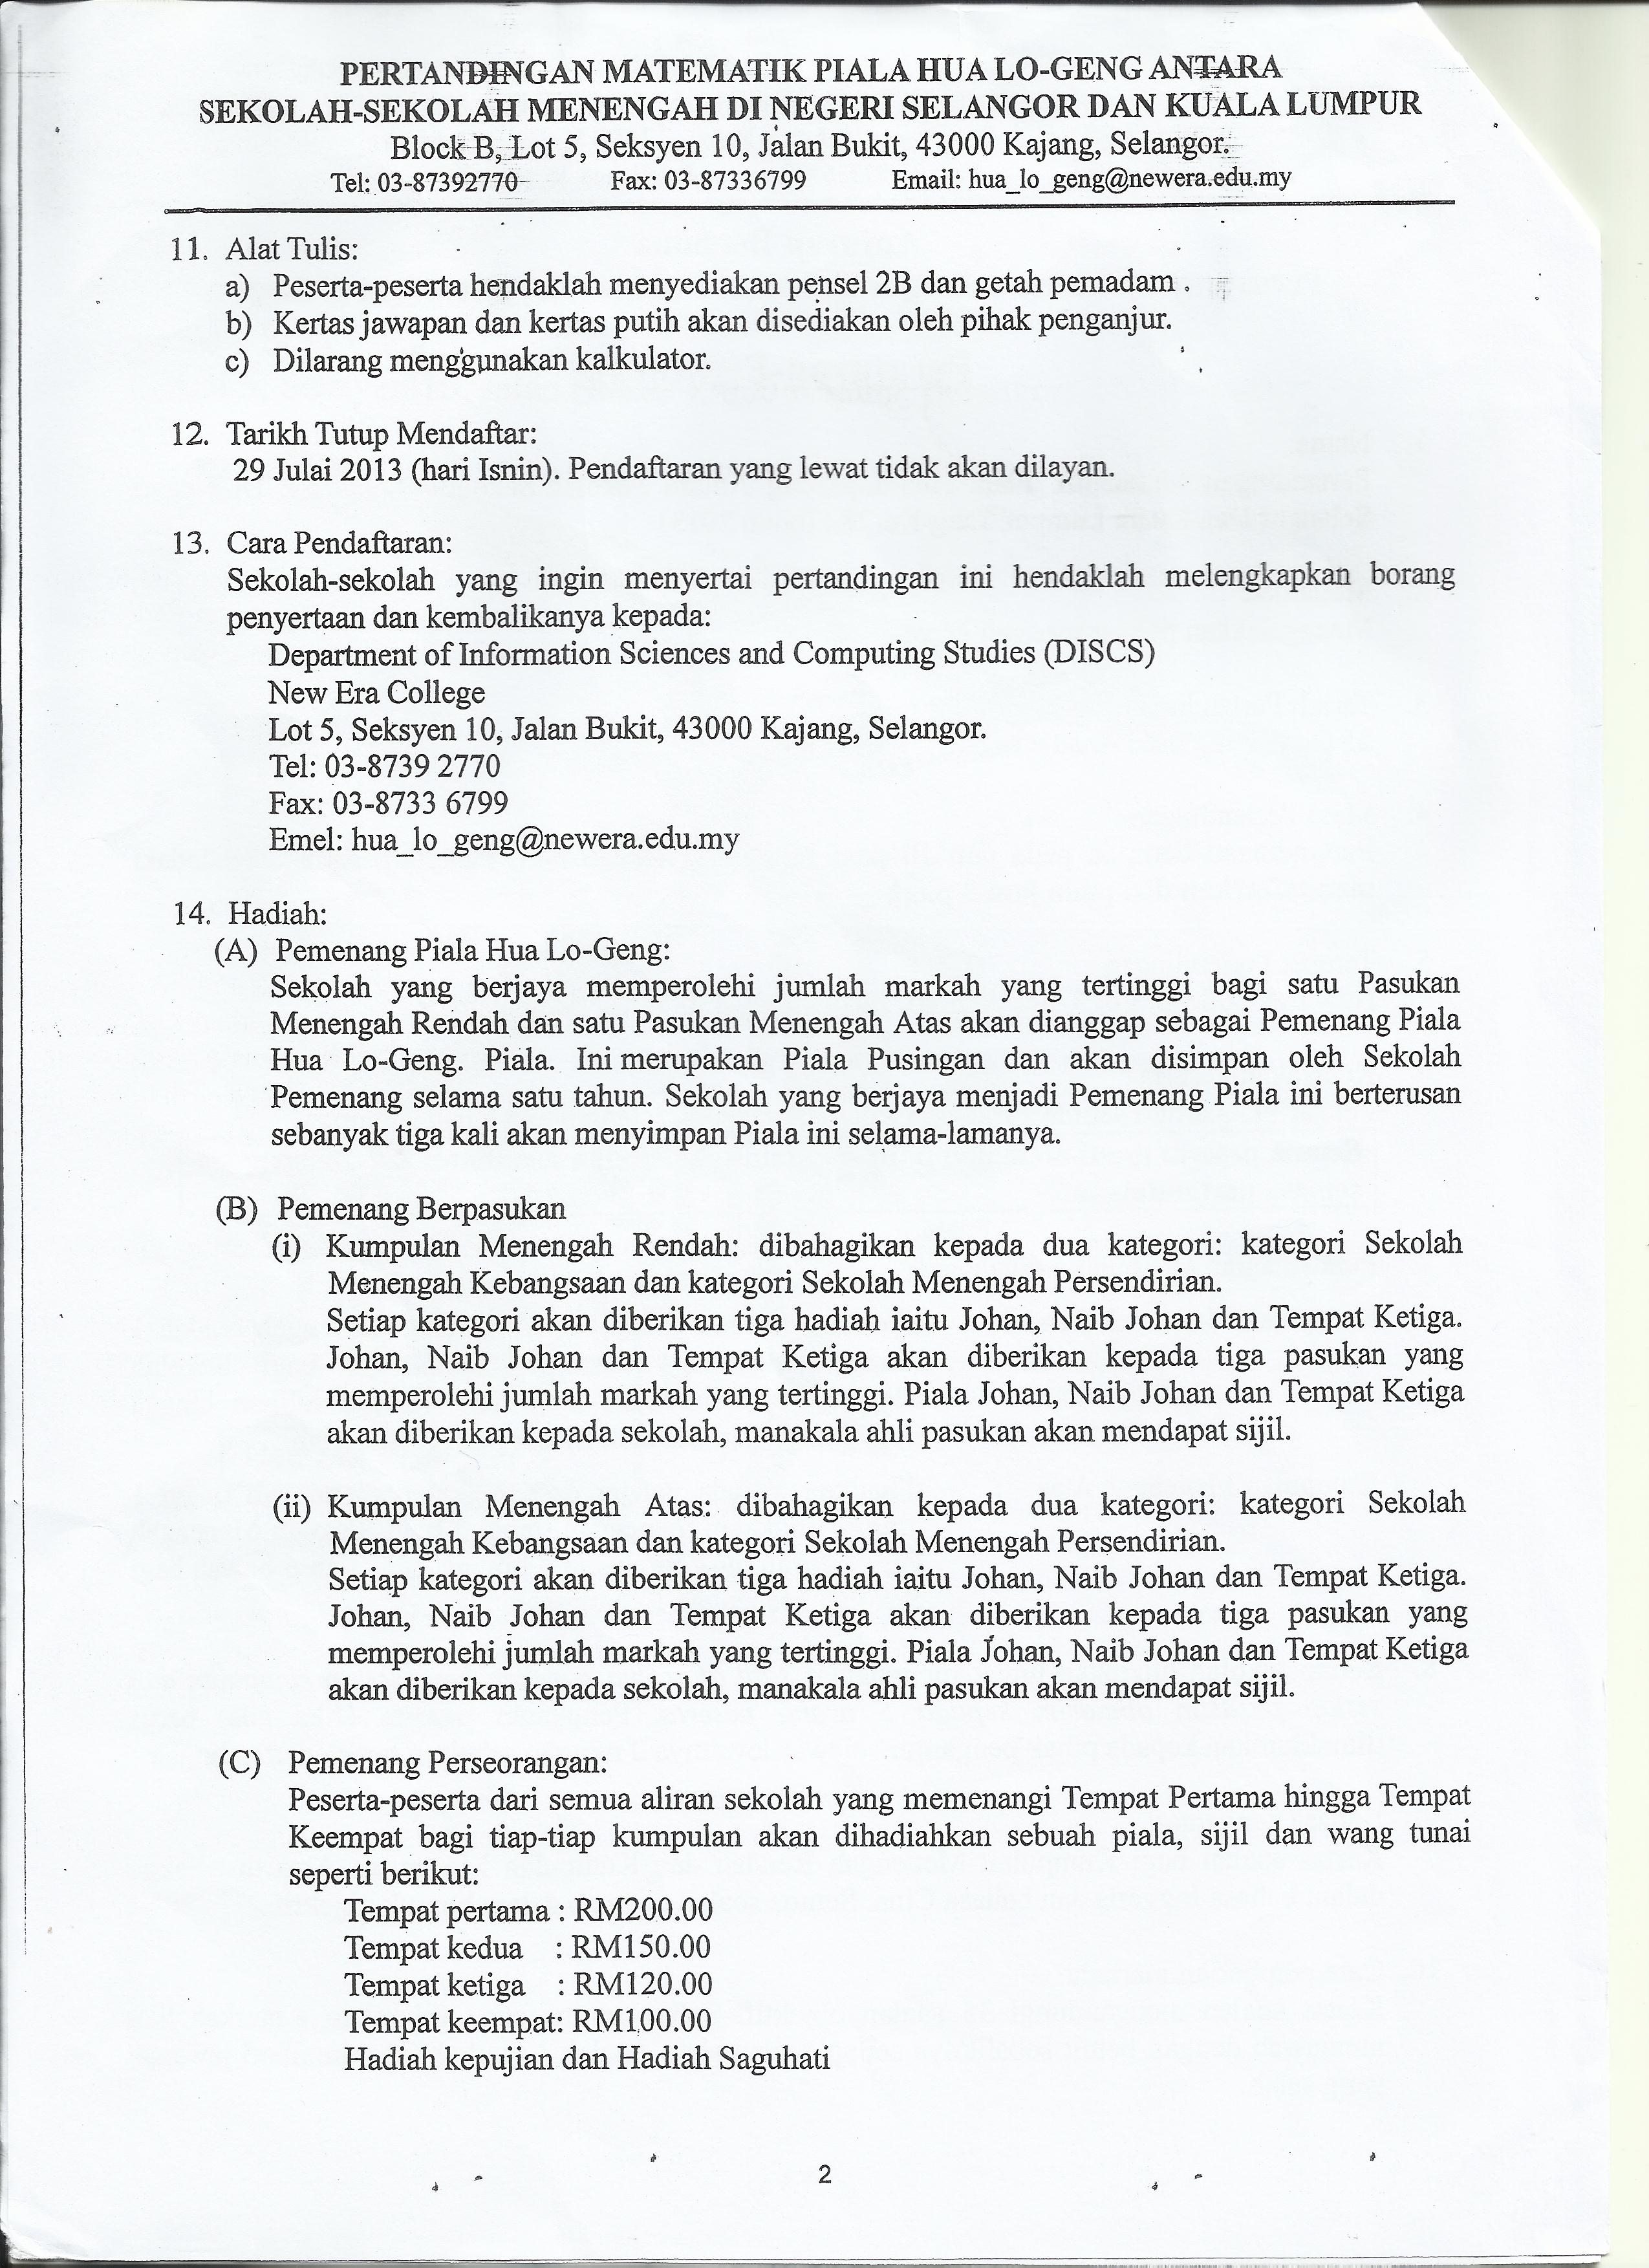 PERTANDINGAN MATEMATIK PIALA HUA LO-GENG ANTARA
SEKOLAH-SEKOLAH MENENGAH DI NEGERI SELANGOR DAN KUALA LUMPUR
Block B, Lot 5, Seksyen 10, Jalan Bukit, 43000 Kajang, Selangor.
Tel: 03-87392770 Fax: 03-87336799 Email: hua_lo_geng@newera.edu.my
11. Alat Tulis:
a) Peserta-peserta hendaklah menyediakan pensel 2B dan getah pemadam .
b) Kertas jawapan dan kertas putih akan disediakan oleh pihak penganjur.
c) Dilarang menggunakan kalkulator.
12. Tarikh Tutup Mendaftar:
29 Julai 2013 (hari Isnin). Pendaftaran yang lewat tidak akan dilayan.
13. Cara Pendaftaran:
Sekolah-sekolah yang ingin menyertai pertandingan ini hendaklah melengkapkan borang
penyertaan dan kembalikanya kepada:
Department of Information Sciences and Computing Studies (DISCS)
New Era College
Lot 5, Seksyen 10, Jalan Bukit, 43000 Kajang, Selangor.
Tel: 03-8739 2770
Fax: 03-8733 6799
Emel: hua_lo_geng@newera.edu.my
14. Hadiah:
(A) Pemenang Piala Hua Lo-Geng:
Sekolah yang berjaya memperolehi jumlah markah yang tertinggi bagi satu Pasukan
Menengah Rendah dan satu Pasukan Menengah Atas akan dianggap sebagai Pemenang Piala
Hua Lo-Geng. Piala. Ini merupakan Piala Pusingan dan akan disimpan oleh Sekolah
Pemenang selama satu tahun. Sekolah yang berjaya menjadi Pemenang Piala ini berterusan
sebanyak tiga kali akan menyimpan Piala ini selama-lamanya.
(B) Pemenang Berpasukan
(i) Kumpulan Menengah Rendah: dibahagikan kepada dua kategori: kategori Sekolah
Menengah Kebangsaan dan kategori Sekolah Menengah Persendirian.
Setiap kategori akan diberikan tiga hadiah iaitu Johan, Naib Johan dan Tempat Ketiga.
Johan, Naib Johan dan Tempat Ketiga akan diberikan kepada tiga pasukan yang
memperolehi jumlah markah yang tertinggi. Piala Johan, Naib Johan dan Tempat Ketiga
akan diberikan kepada sekolah, manakala ahli pasukan akan mendapat sijil.
(ii) Kumpulan Menengah Atas: dibahagikan kepada dua kategori: kategori Sekolah
Menengah Kebangsaan dan kategori Sekolah Menengah Persendirian.
Setiap kategori akan diberikan tiga hadiah iaitu Johan, Naib Johan dan Tempat Ketiga.
Johan, Naib Johan dan Tempat Ketiga akan diberikan kepada tiga pasukan yang
memperolehi jumlah markah yang tertinggi. Piala Johan, Naib Johan dan Tempat Ketiga
akan diberikan kepada sekolah, manakala ahli pasukan akan mendapat sijil.
(C) Pemenang Perseorangan:
Peserta-peserta dari semua aliran sekolah yang memenangi Tempat Pertama hingga Tempat
Keempat bagi tiap-tiap kumpulan akan dihadiahkan sebuah piala, sijil dan wang tunai
seperti berikut:
Tempat pertama : RM200.00
Tempat kedua : RM150.00
Tempat ketiga : RM120.00
Tempat keempat: RM100.00
Hadiah kepujian dan Hadiah Saguhati
2